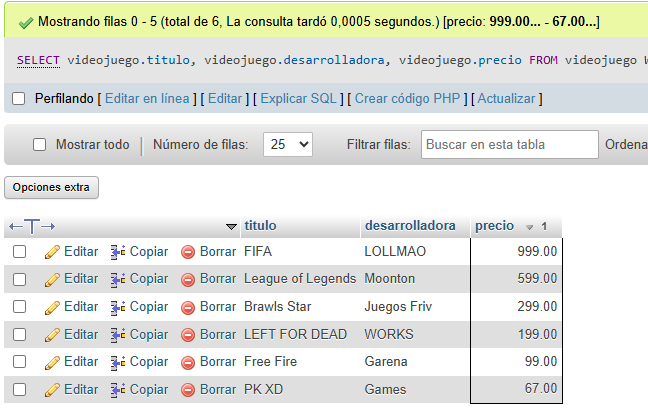 Mostrando filas 0 - 5 (total de 6, La consulta tardó 0,0005 segundos.) [precio: 999.00... - 67.00...]
SELECT videojuego.titulo, videojuego.desarrolladora, videojuego.precio FROM videojuego W
Perfilando [ Editar en línea ] [ Editar ] [ Explicar SQL ] [ Crear código PHP ] [ Actualizar ]
Mostrar todo Número de filas: 25 Filtrar filas: Buscar en esta tabla Ordena
Opciones extra
titulo desarrolladora precio 1
Editar Copiar Borrar FIFA LOLLMAO 999.00
Editar Copiar Borrar League of Legends Moonton 599.00
Editar Copiar Borrar Brawls Star Juegos Friv 299.00
Editar Copiar Borrar LEFT FOR DEAD WORKS 199.00
Editar Copiar Borrar Free Fire Garena 99.00
Editar Copiar Borrar PK XD Games 67.00